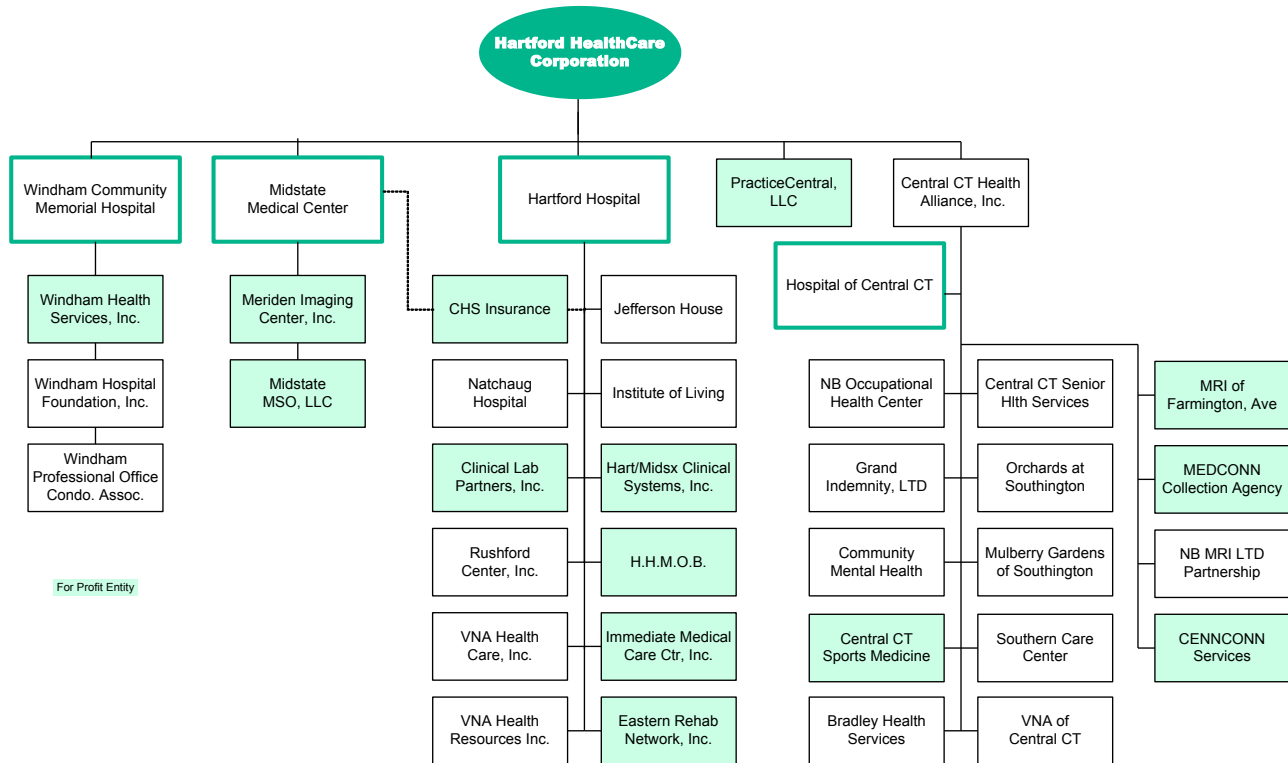 Hartford HealthCare
Corporation
Windham Community
Memorial Hospital
Midstate
Medical Center
Hartford Hospital
PracticeCentral,
LLC
Central CT Health
Alliance, Inc.
Hospital of Central CT
Windham Health
Services, Inc.
Meriden Imaging
Center, Inc.
CHS Insurance
Jefferson House
Windham Hospital
Foundation, Inc.
Midstate
MSO, LLC
Natchaug
Hospital
Institute of Living
NB Occupational
Health Center
Central CT Senior
Hlth Services
MRI of
Farmington, Ave
Windham
Professional Office
Condo. Assoc.
Clinical Lab
Partners, Inc.
Hart/Midsx Clinical
Systems, Inc.
Grand
Indemnity, LTD
Orchards at
Southington
MEDCONN
Collection Agency
Rushford
Center, Inc.
H.H.M.O.B.
Community
Mental Health
Mulberry Gardens
of Southington
NB MRI LTD
Partnership
For Profit Entity
VNA Health
Care, Inc.
Immediate Medical
Care Ctr, Inc.
Central CT
Sports Medicine
Southern Care
Center
CENNCONN
Services
VNA Health
Resources Inc.
Eastern Rehab
Network, Inc.
Bradley Health
Services
VNA of
Central CT